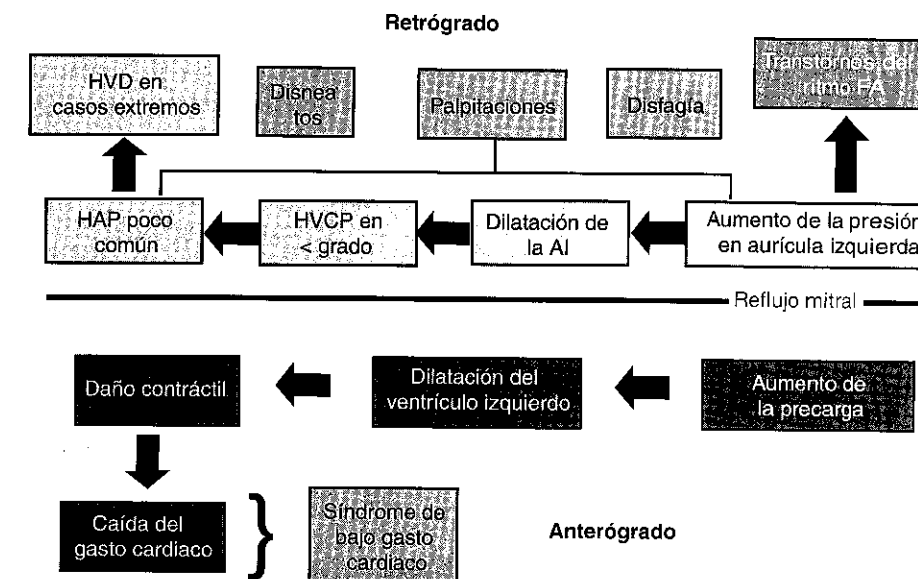 Retrógrado
HVD en
casos extremos
Disnea
tos
Palpitaciones
Disfagía
Transtornos del
ritmo FA
HAP poco
común
HVCP en
< grado
Dilatación de
la AI
Aumento de la presión
en aurícula izquierda
Reflujo mitral
Daño contráctil
Dilatación del
ventrículo izquierdo
Aumento de
la precarga
Caída del
gasto cardiaco
}
Síndrome de
bajo gasto
cardiaco
Anterógrado